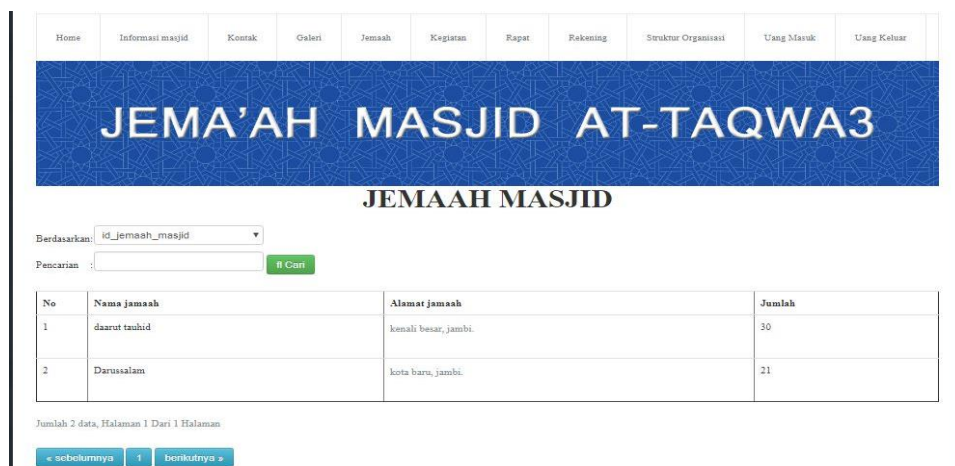 Home Informasi masjid Kontak Galeri Jemaah Kegiatan Rapat Rekening Struktur Organisasi Uang Masuk Uang Keluar
JEMA'AH MASJID AT-TAQWA3
JEMAAH MASJID
Berdasarkan: id_jemaah_masjid
Pencarian : Cari
No Nama jamaah Alamat jamaah Jumlah
1 daarut tauhid kenali besar, jambi. 30
2 Darussalam kota baru, jambi. 21
Jumlah 2 data, Halaman 1 Dari 1 Halaman
« sebelumnya 1 berikutnya »